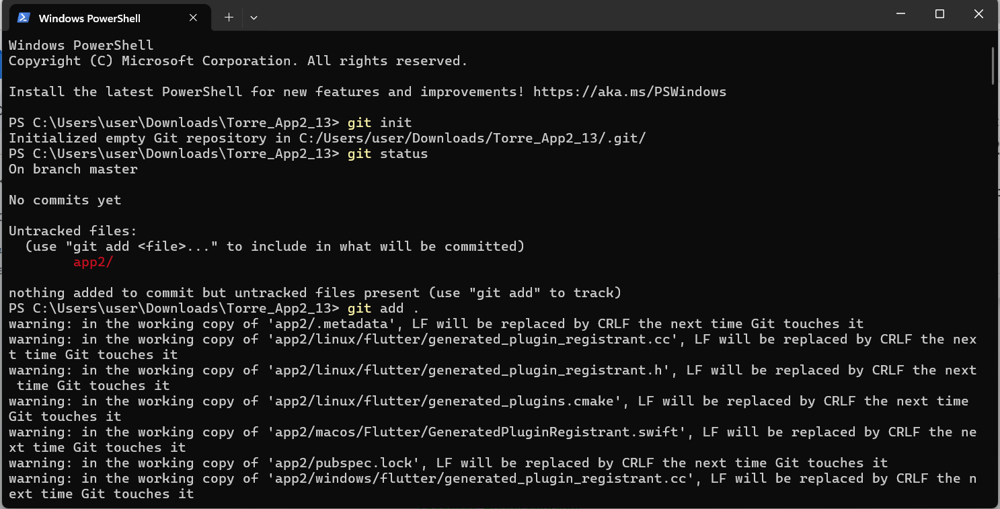 Windows PowerShell
Windows PowerShell
Copyright (C) Microsoft Corporation. All rights reserved.
Install the latest PowerShell for new features and improvements! https://aka.ms/PSWindows
PS C:\Users\user\Downloads\Torre_App2_13> git init
Initialized empty Git repository in C:/Users/user/Downloads/Torre_App2_13/.git/
PS C:\Users\user\Downloads\Torre_App2_13> git status
On branch master
No commits yet
Untracked files:
  (use "git add <file>..." to include in what will be committed)
        app2/
nothing added to commit but untracked files present (use "git add" to track)
PS C:\Users\user\Downloads\Torre_App2_13> git add .
warning: in the working copy of 'app2/.metadata', LF will be replaced by CRLF the next time Git touches it
warning: in the working copy of 'app2/linux/flutter/generated_plugin_registrant.cc', LF will be replaced by CRLF the nex
t time Git touches it
warning: in the working copy of 'app2/linux/flutter/generated_plugin_registrant.h', LF will be replaced by CRLF the next
 time Git touches it
warning: in the working copy of 'app2/linux/flutter/generated_plugins.cmake', LF will be replaced by CRLF the next time
Git touches it
warning: in the working copy of 'app2/macos/Flutter/GeneratedPluginRegistrant.swift', LF will be replaced by CRLF the ne
xt time Git touches it
warning: in the working copy of 'app2/pubspec.lock', LF will be replaced by CRLF the next time Git touches it
warning: in the working copy of 'app2/windows/flutter/generated_plugin_registrant.cc', LF will be replaced by CRLF the n
ext time Git touches it